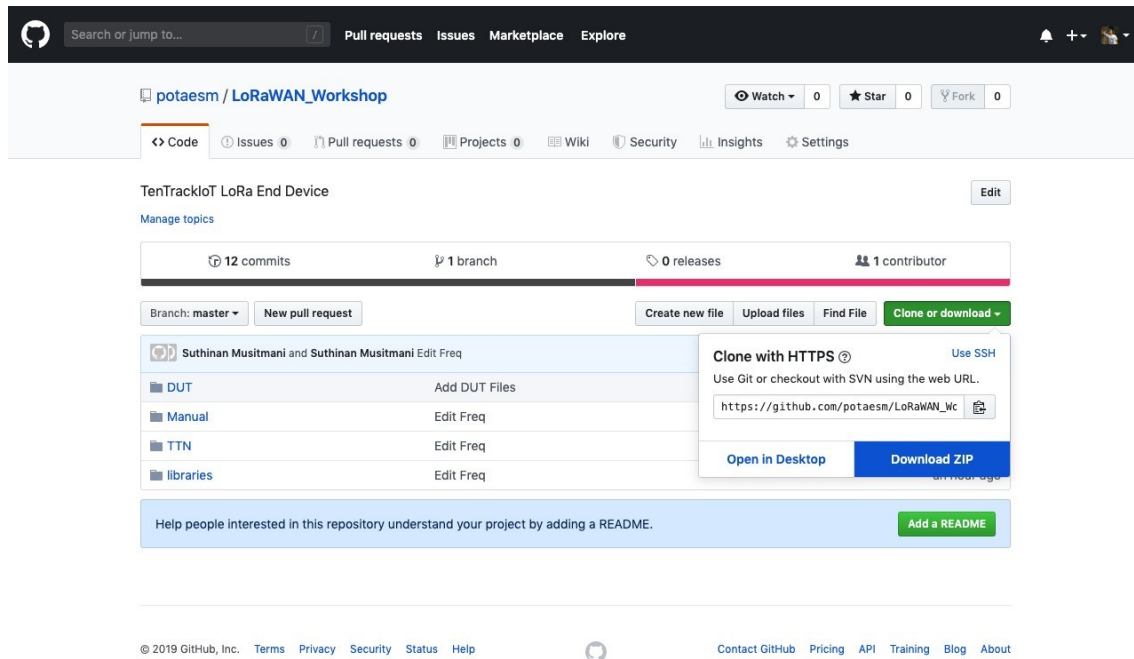 Search or jump to... / Pull requests Issues Marketplace Explore
potaesm / LoRaWAN_Workshop Watch 0 Star 0 Fork 0
Code Issues 0 Pull requests 0 Projects 0 Wiki Security Insights Settings
TenTrackIoT LoRa End Device Edit
Manage topics
12 commits 1 branch 0 releases 1 contributor
Branch: master New pull request Create new file Upload files Find File Clone or download
Suthinan Musitmani and Suthinan Musitmani Edit Freq
DUT Add DUT Files
Manual Edit Freq
TTN Edit Freq
libraries Edit Freq
Clone with HTTPS Use SSH
Use Git or checkout with SVN using the web URL.
https://github.com/potaesm/LoRaWAN_Wc
Open in Desktop Download ZIP
an hour ago
Help people interested in this repository understand your project by adding a README. Add a README
© 2019 GitHub, Inc. Terms Privacy Security Status Help Contact GitHub Pricing API Training Blog About